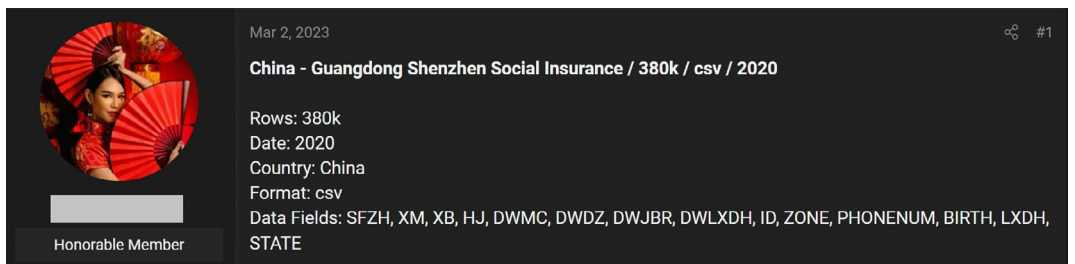 Mar 2, 2023
#1
China - Guangdong Shenzhen Social Insurance / 380k / csv / 2020
Rows: 380k
Date: 2020
Country: China
Format: csv
Data Fields: SFZH, XM, XB, HJ, DWMC, DWDZ, DWJBR, DWLXDH, ID, ZONE, PHONENUM, BIRTH, LXDH,
STATE
Honorable Member